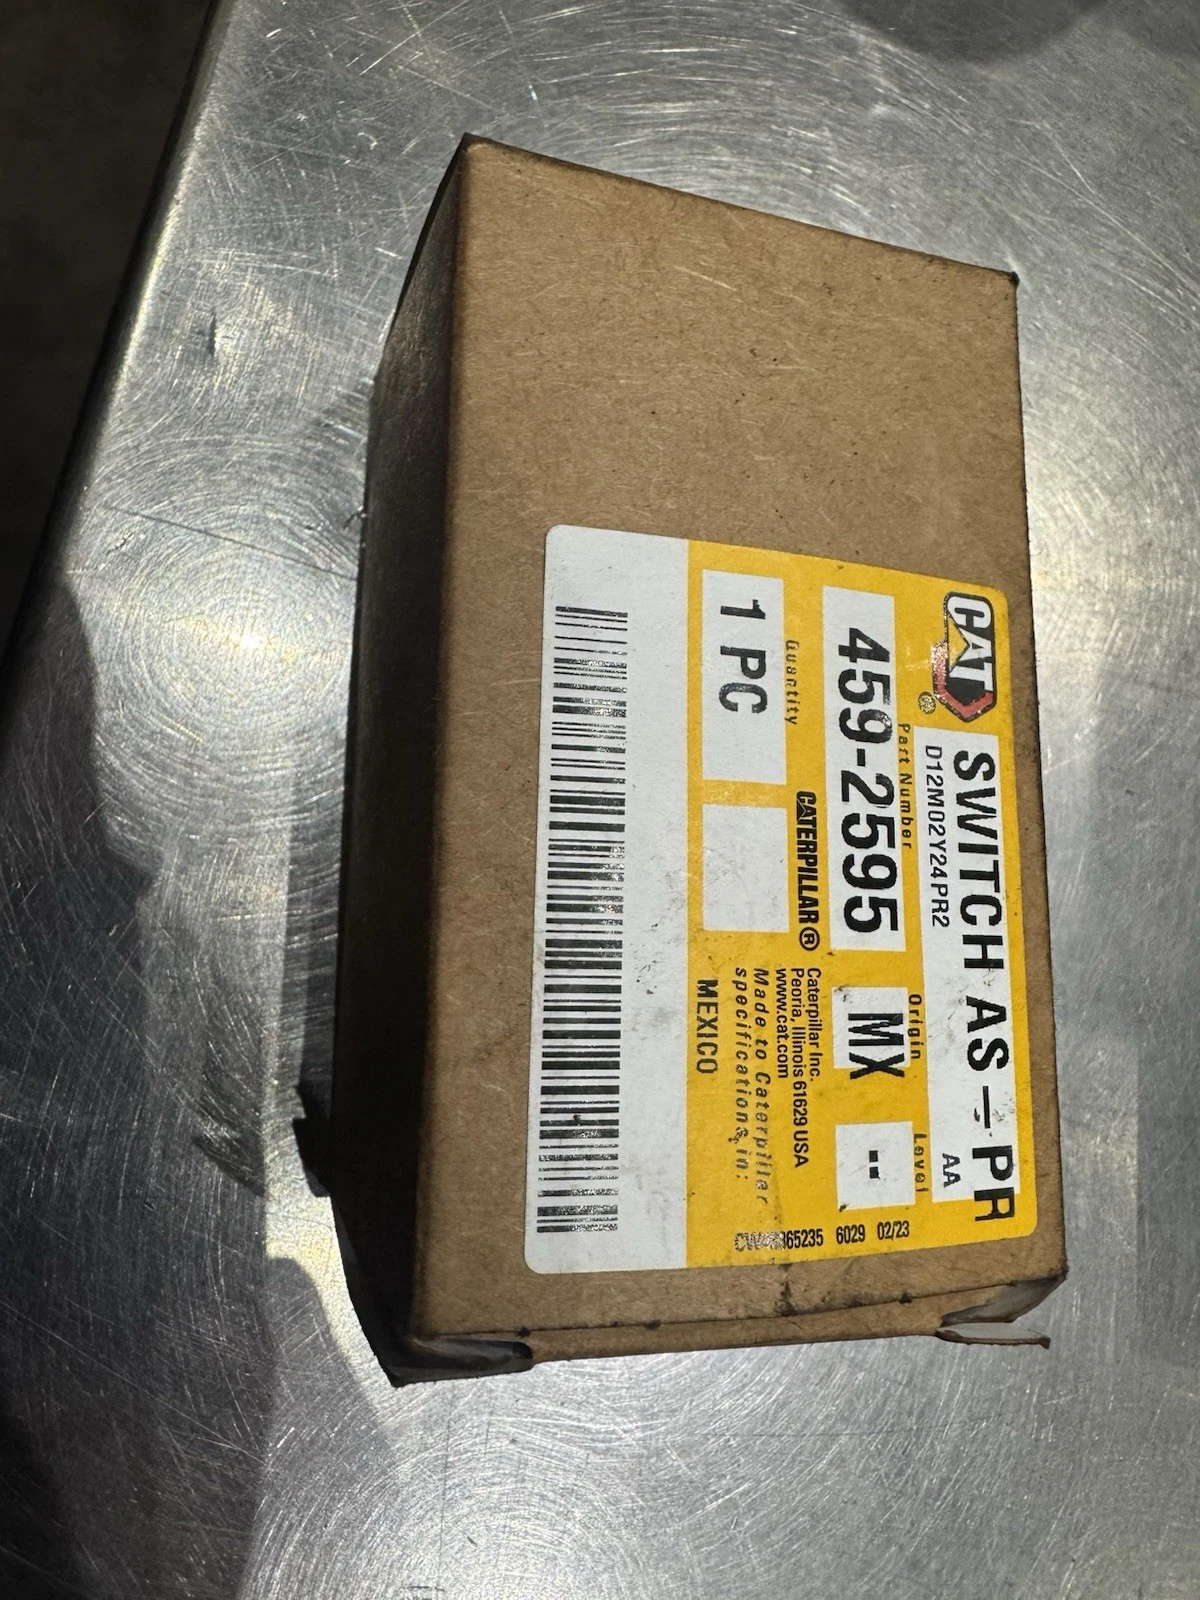 CAT
®
SWITCH AS-PR
D12M02Y24PR2 AA
Part Number
Origin
Level
459-2595
MX
--
Quantity
1 PC
CATERPILLAR®
Caterpillar Inc.
Peoria, Illinois 61629 USA
www.cat.com
Made to Caterpillar
specifications in:
MEXICO
65235 6029 02/23